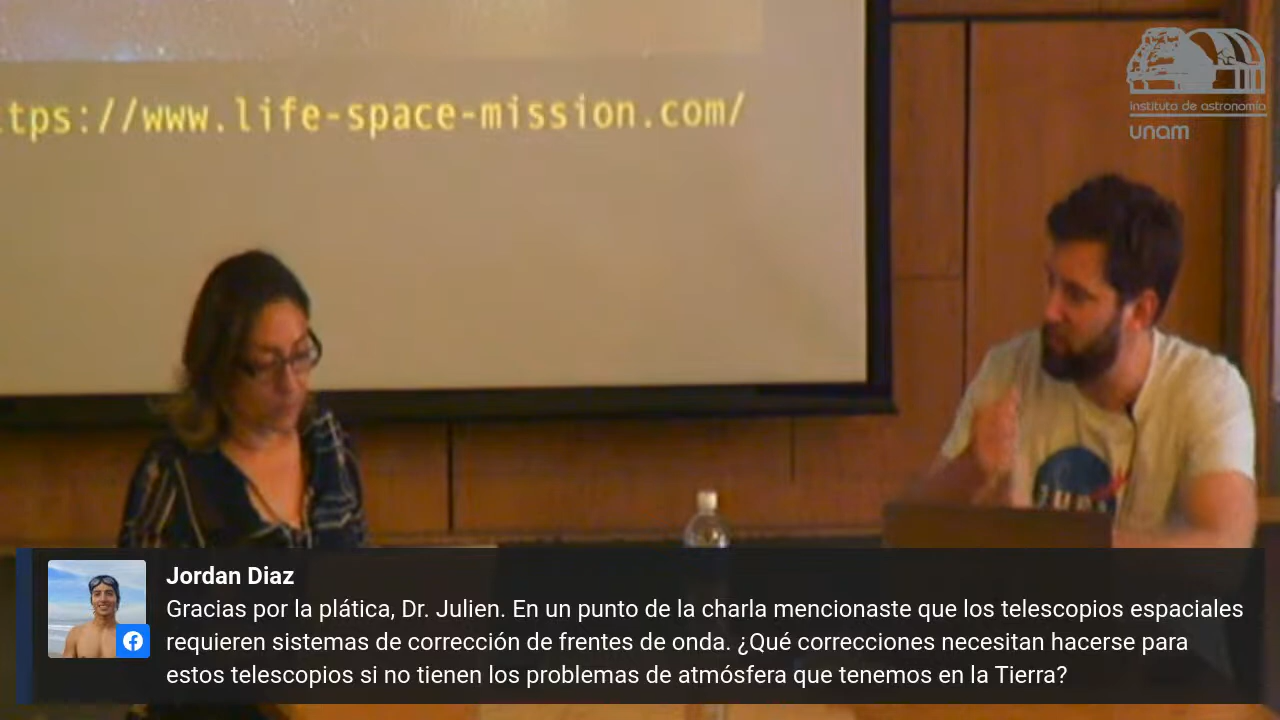 ttps://www.life-space-mission.com/
instituto de astronomía
unam
Jordan Diaz
Gracias por la plática, Dr. Julien. En un punto de la charla mencionaste que los telescopios espaciales
requieren sistemas de corrección de frentes de onda. ¿Qué correcciones necesitan hacerse para
estos telescopios si no tienen los problemas de atmósfera que tenemos en la Tierra?